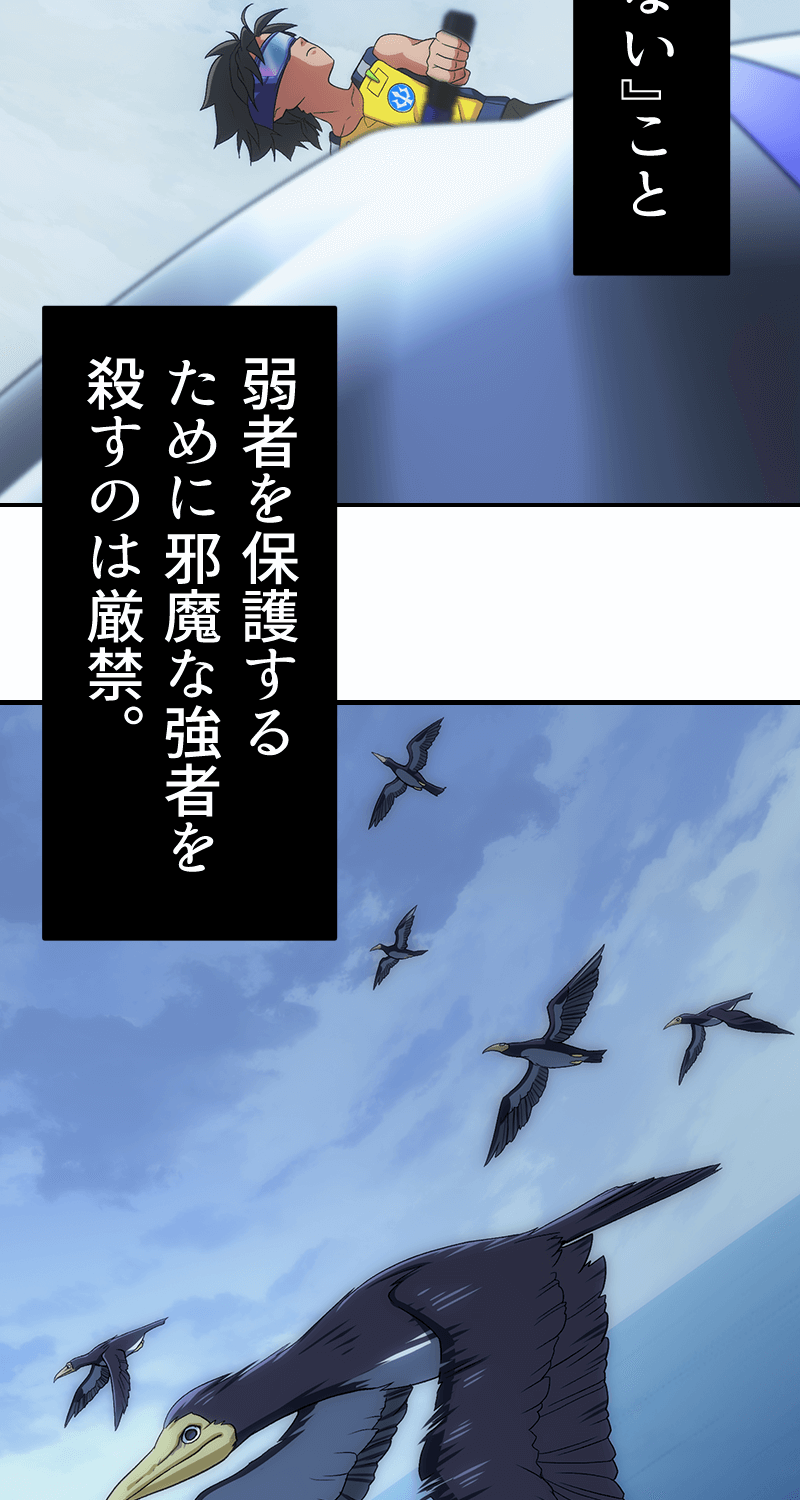 ない』こと
弱者を保護する
ために邪魔な強者を
殺すのは厳禁。